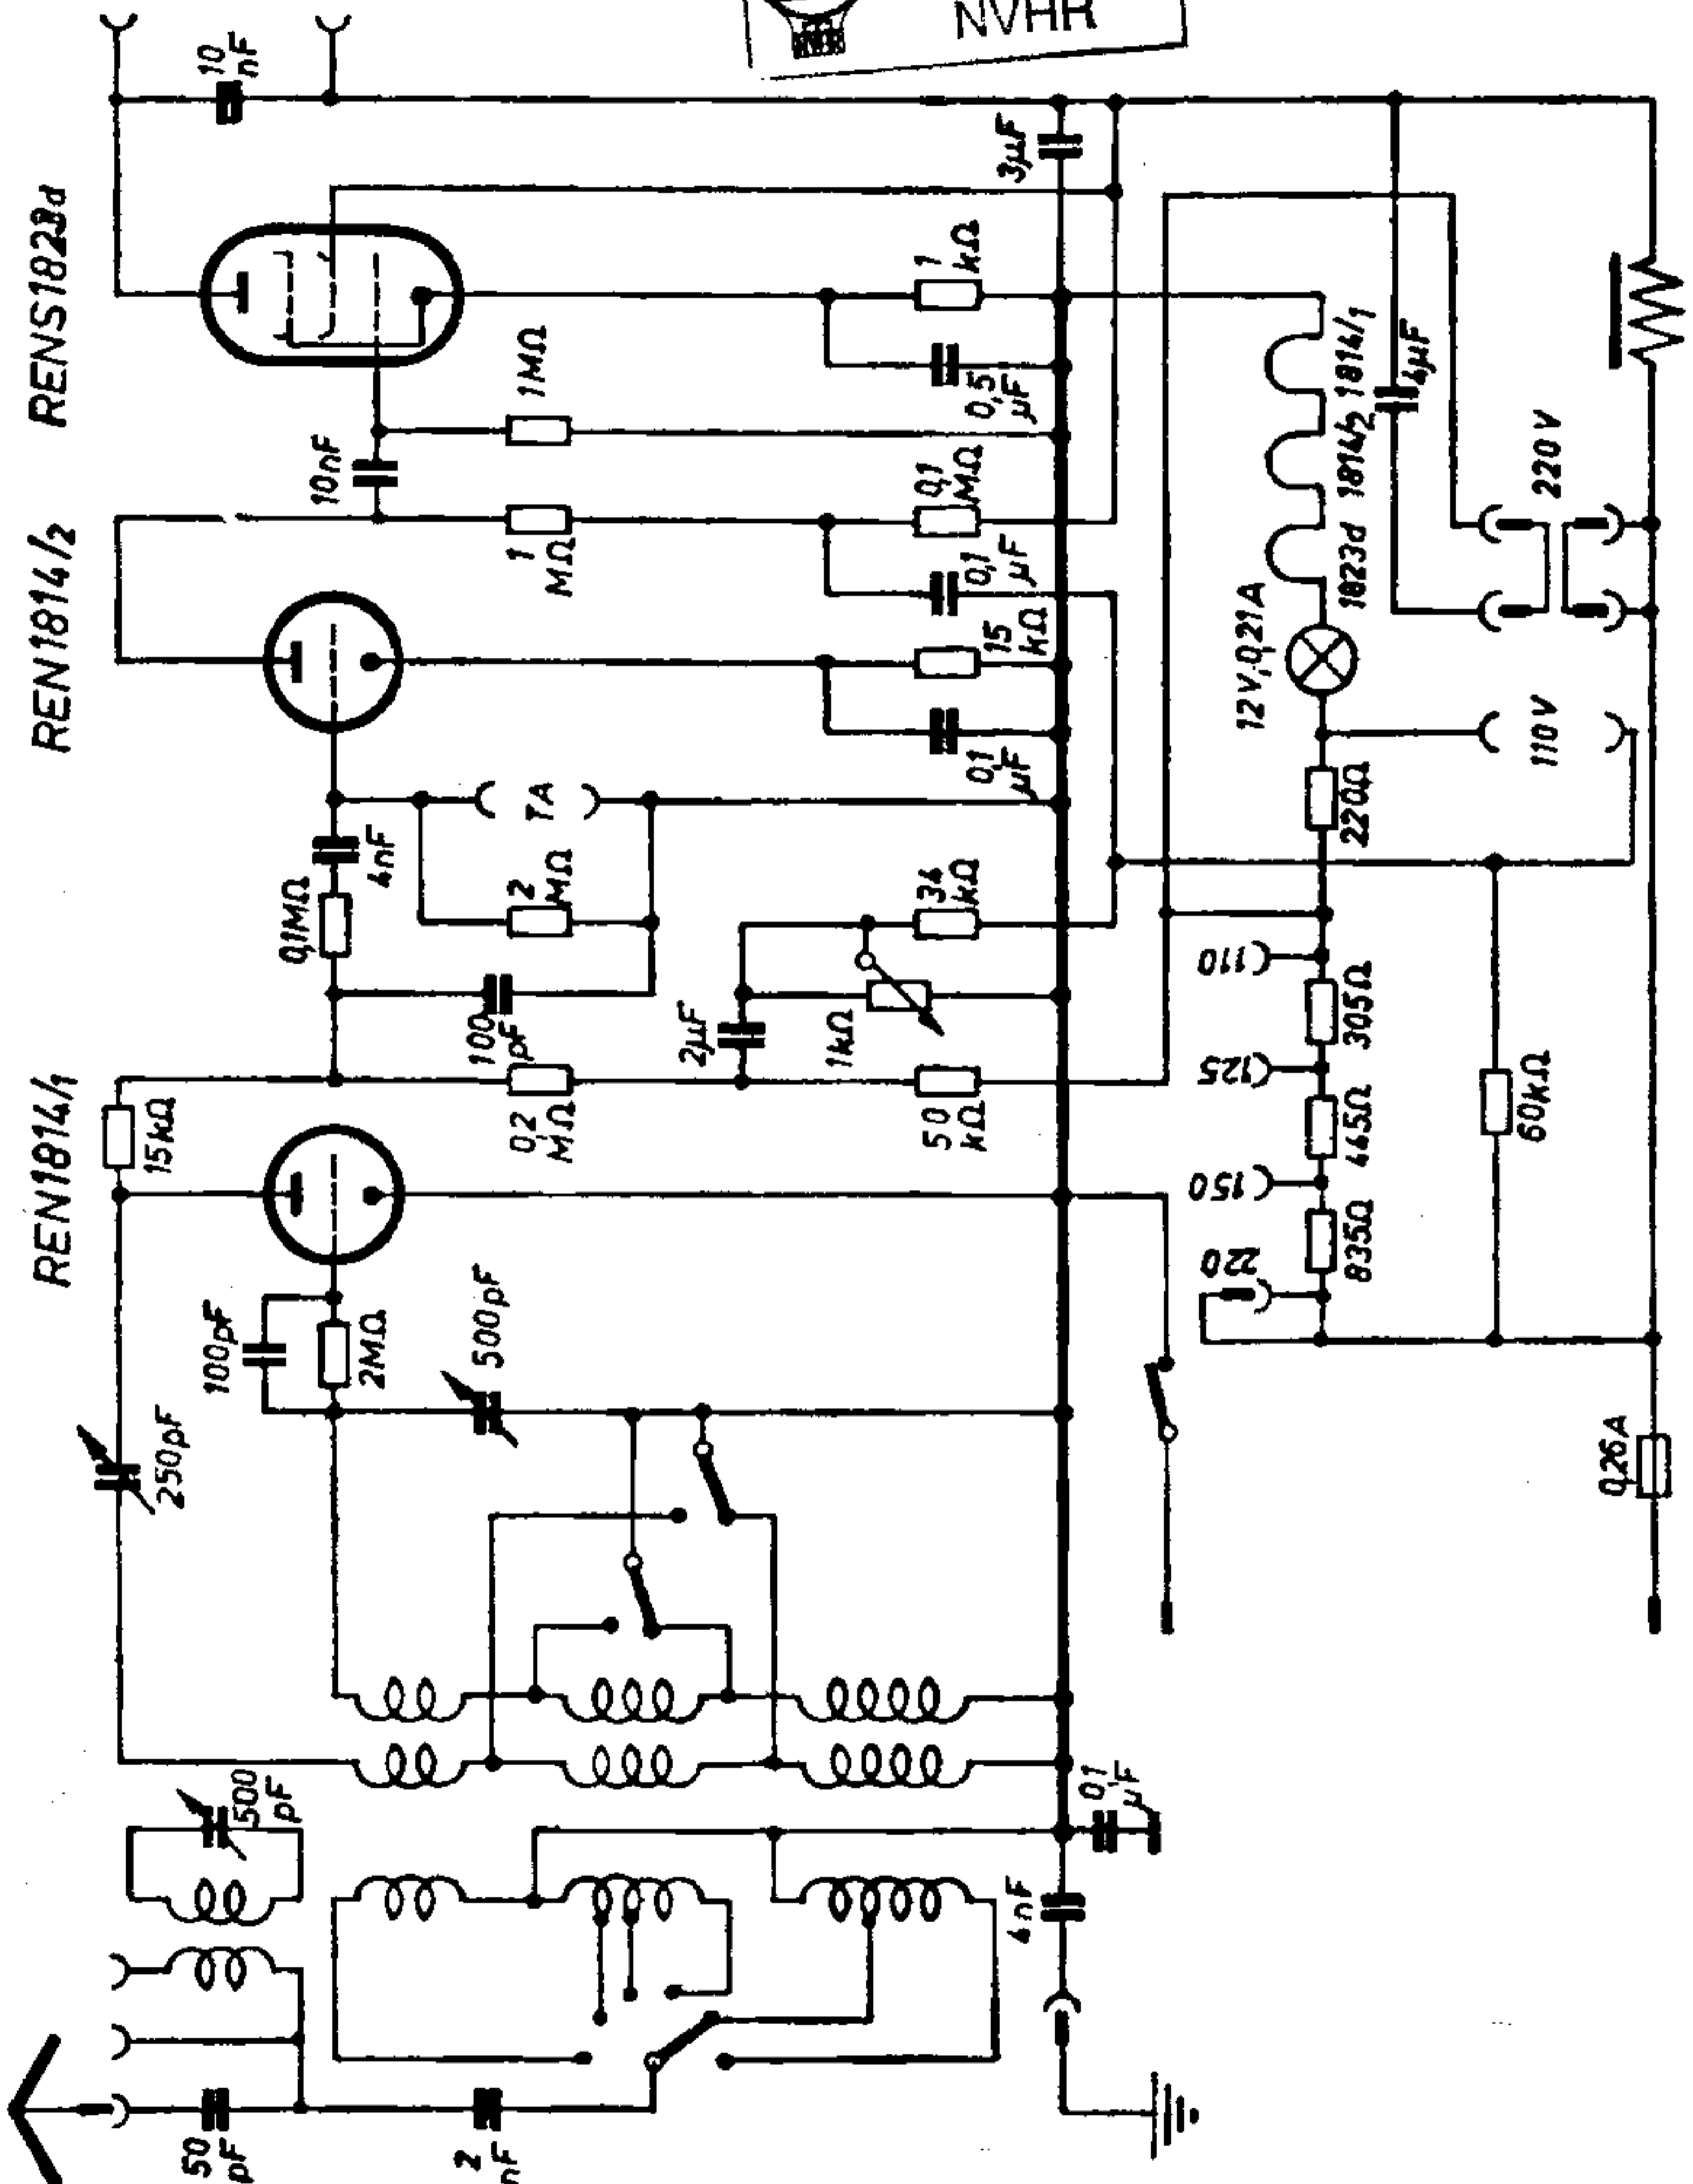 NVHR
REN1814/1
REN1814/2
RENS1823d
50
pF
2
nF
500
pF
250pF
100pF
2MΩ
500pF
15kΩ
0,2
MΩ
50
kΩ
100
pF
0,1MΩ
4nF
2
MΩ
TA
2µF
1kΩ
34
kΩ
0,1
µF
15
kΩ
0,1
µF
1
MΩ
0,1
MΩ
10nF
1MΩ
0,5
µF
1
kΩ
3µF
10
nF
4nF
0,1
µF
220
835Ω
150
445Ω
125
305Ω
110
220Ω
12V,0,21A
1823d 1814/2 1814/1
4µF
60kΩ
110V
220V
0,26A